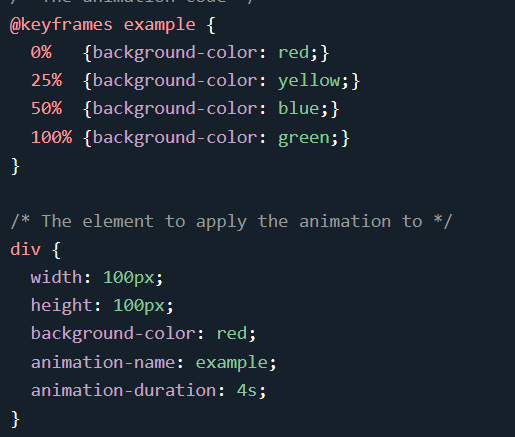 /* The animation code */
@keyframes example {
  0%   {background-color: red;}
  25%  {background-color: yellow;}
  50%  {background-color: blue;}
  100% {background-color: green;}
}

/* The element to apply the animation to */
div {
  width: 100px;
  height: 100px;
  background-color: red;
  animation-name: example;
  animation-duration: 4s;
}